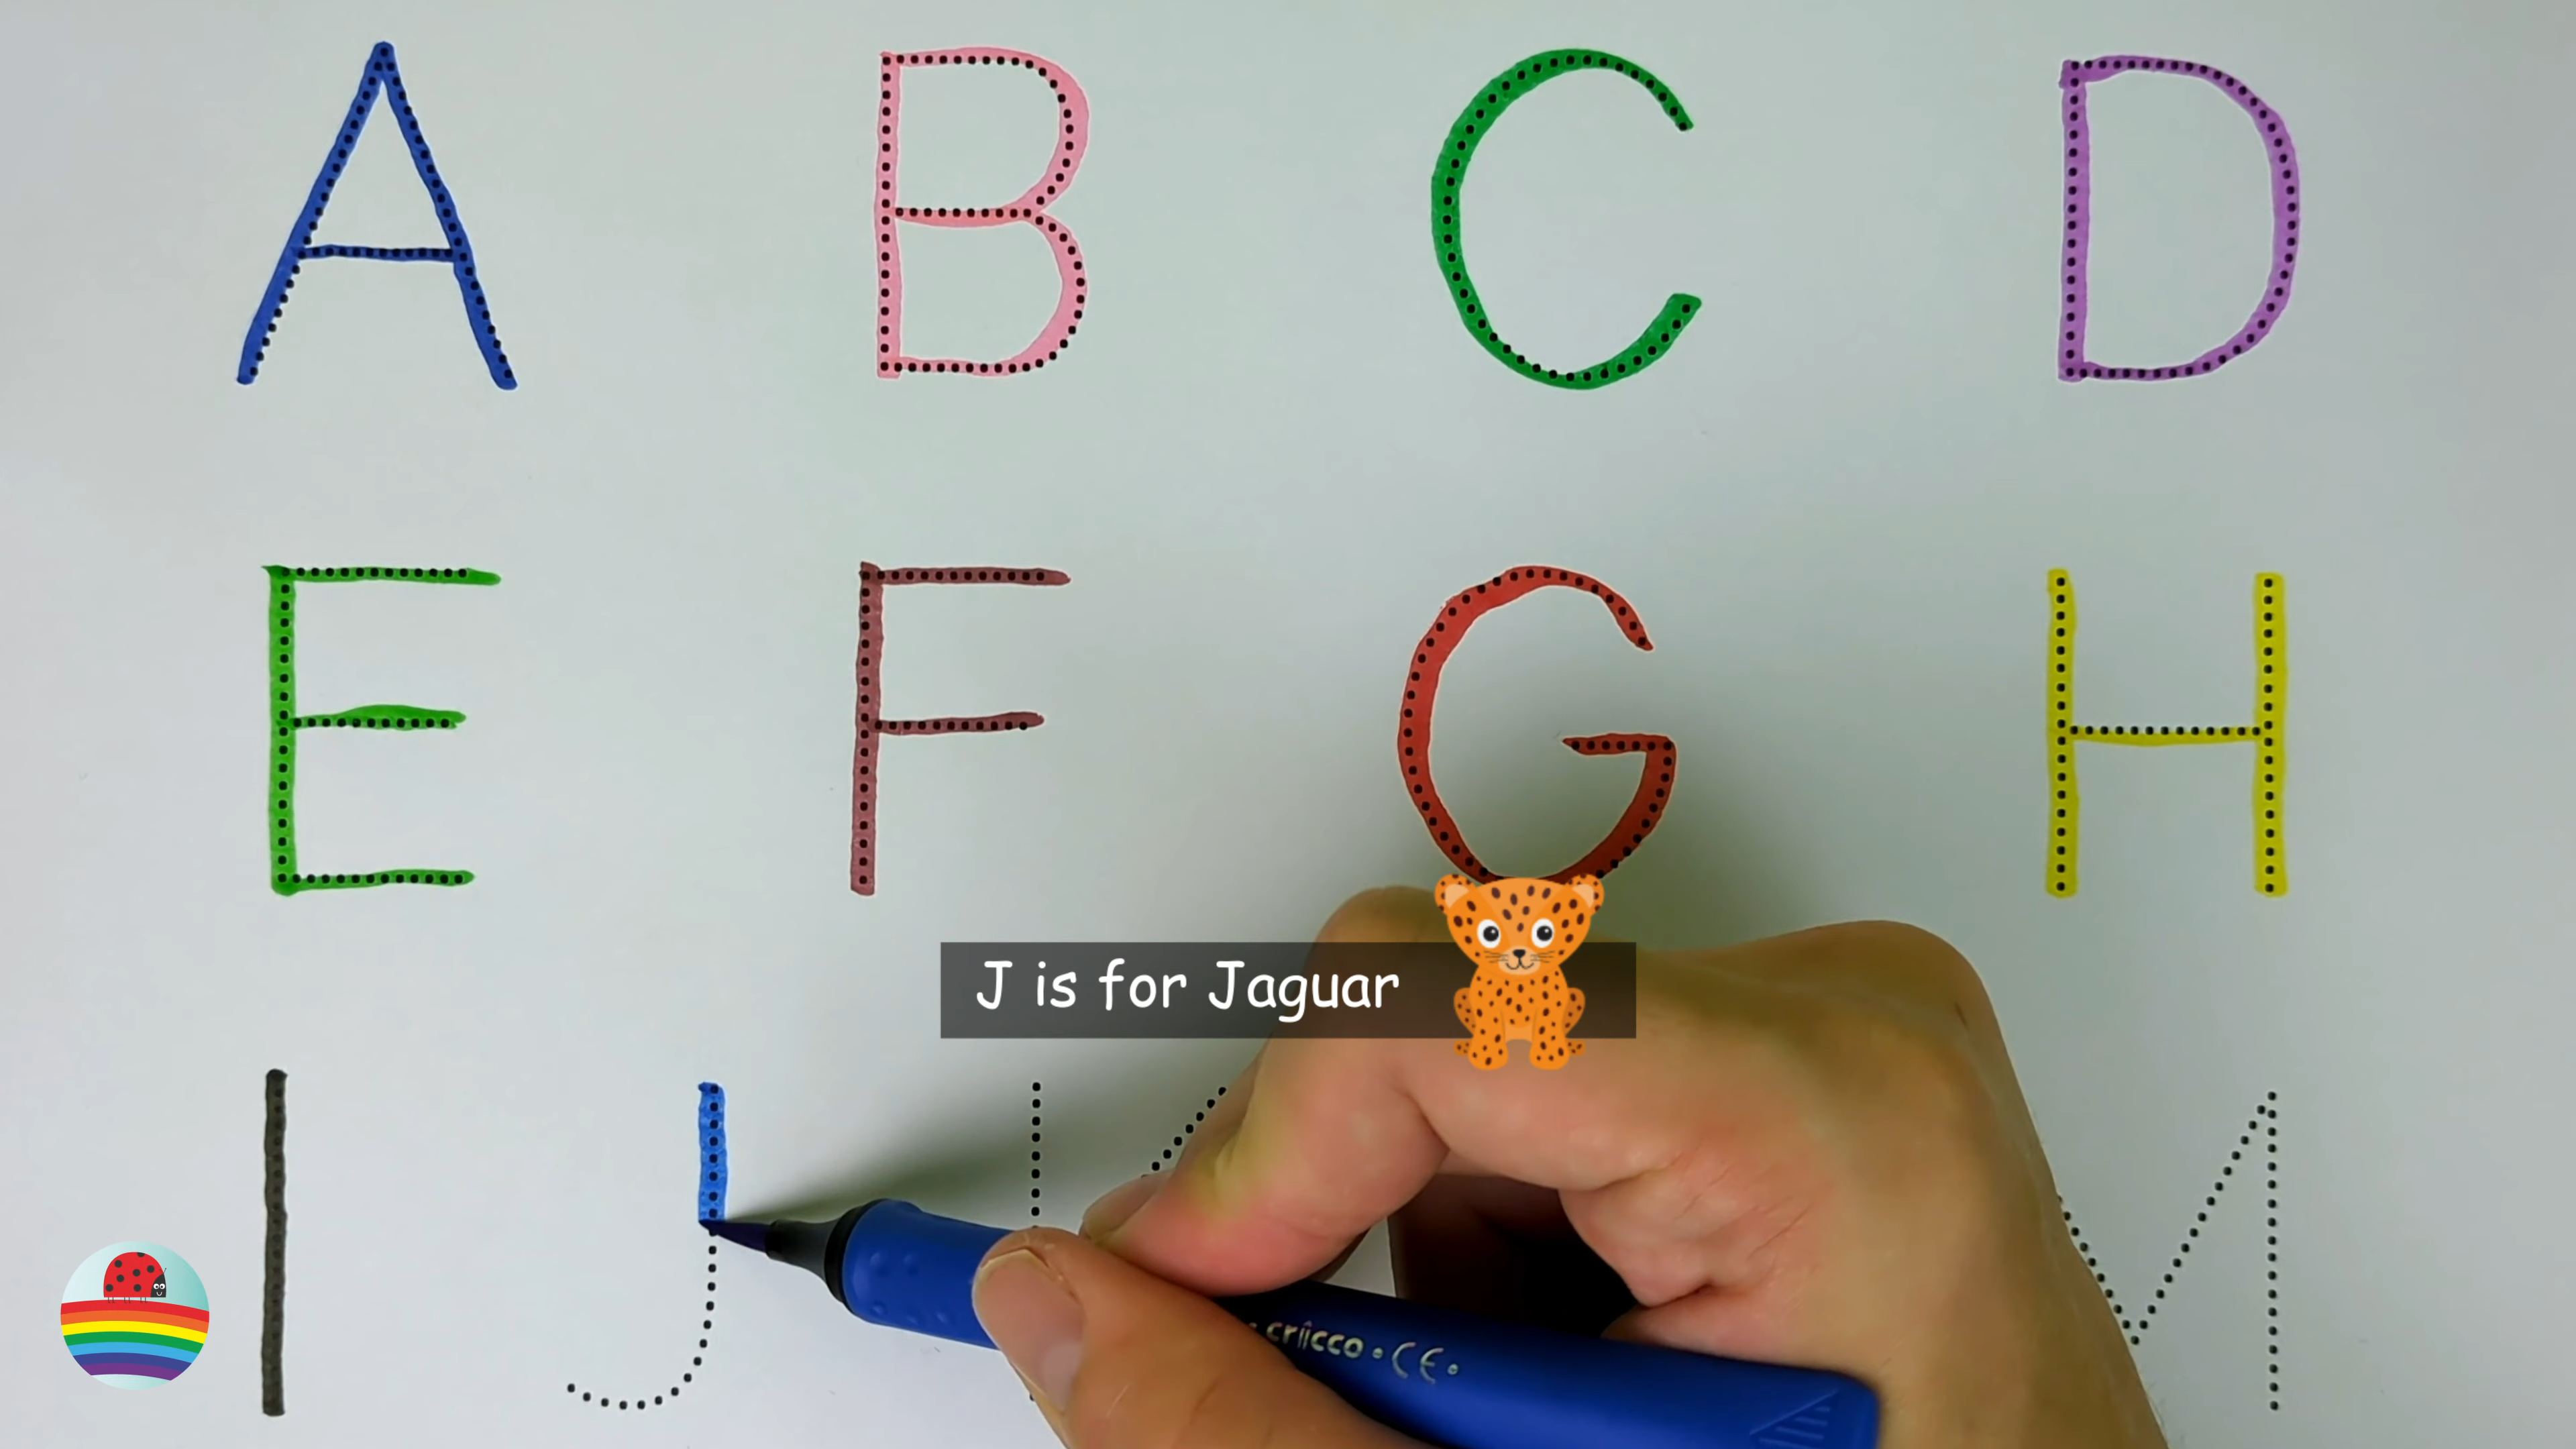 A B C D
E F G H
J is for Jaguar
I J K M
criicco • CE •